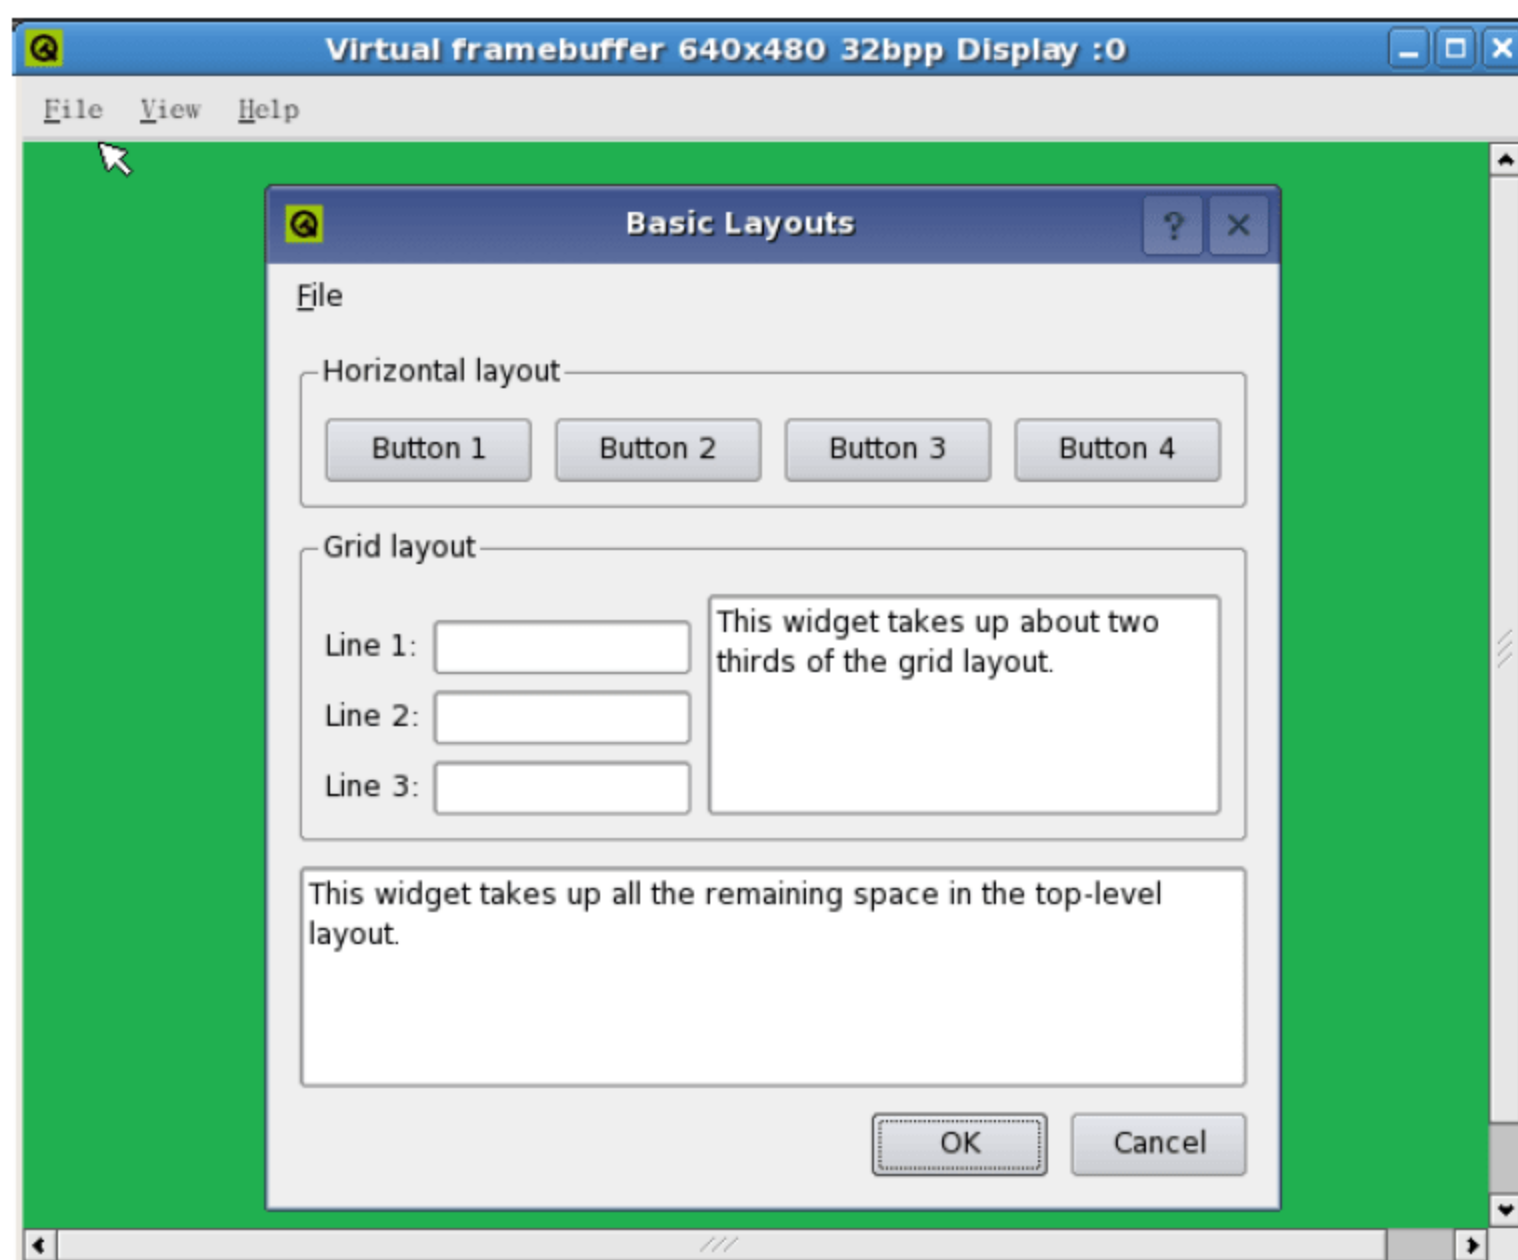 Virtual framebuffer 640x480 32bpp Display :0
File View Help
Basic Layouts
?
File
Horizontal layout
Button 1 Button 2 Button 3 Button 4
Grid layout
Line 1:
Line 2:
Line 3:
This widget takes up about two
thirds of the grid layout.
This widget takes up all the remaining space in the top-level
layout.
OK Cancel